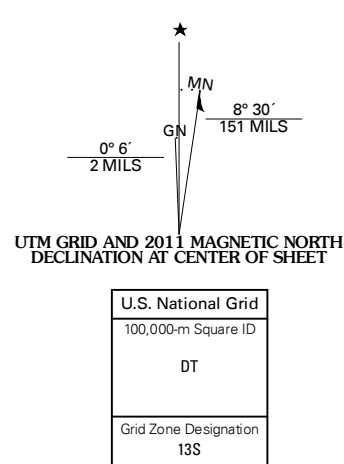 ★
MN
8° 30´
151 MILS
GN
0° 6´
2 MILS
UTM GRID AND 2011 MAGNETIC NORTH
DECLINATION AT CENTER OF SHEET
U.S. National Grid
100,000-m Square ID
DT
Grid Zone Designation
13S